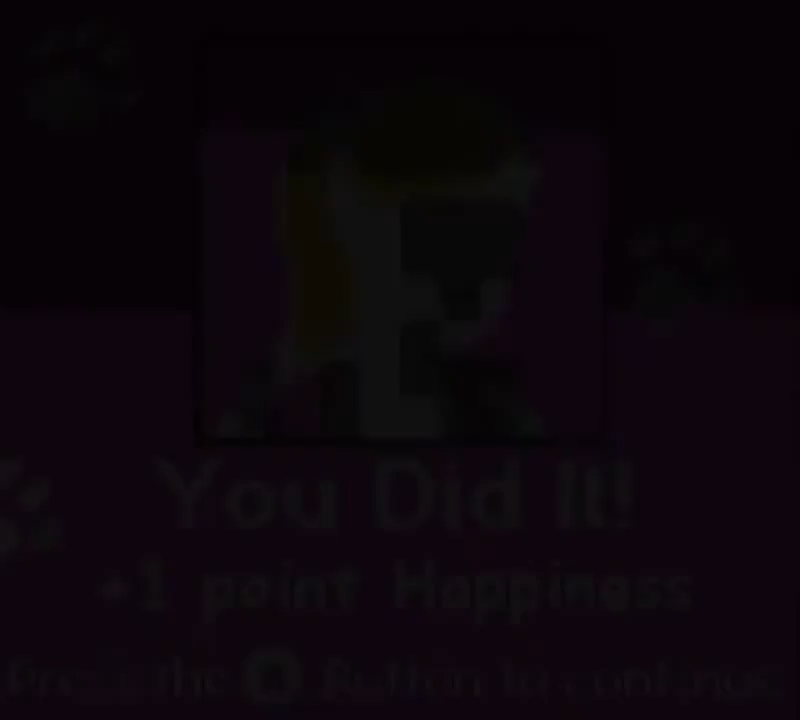 You Did It!
+1 point Happiness
Press the A Button to continue.